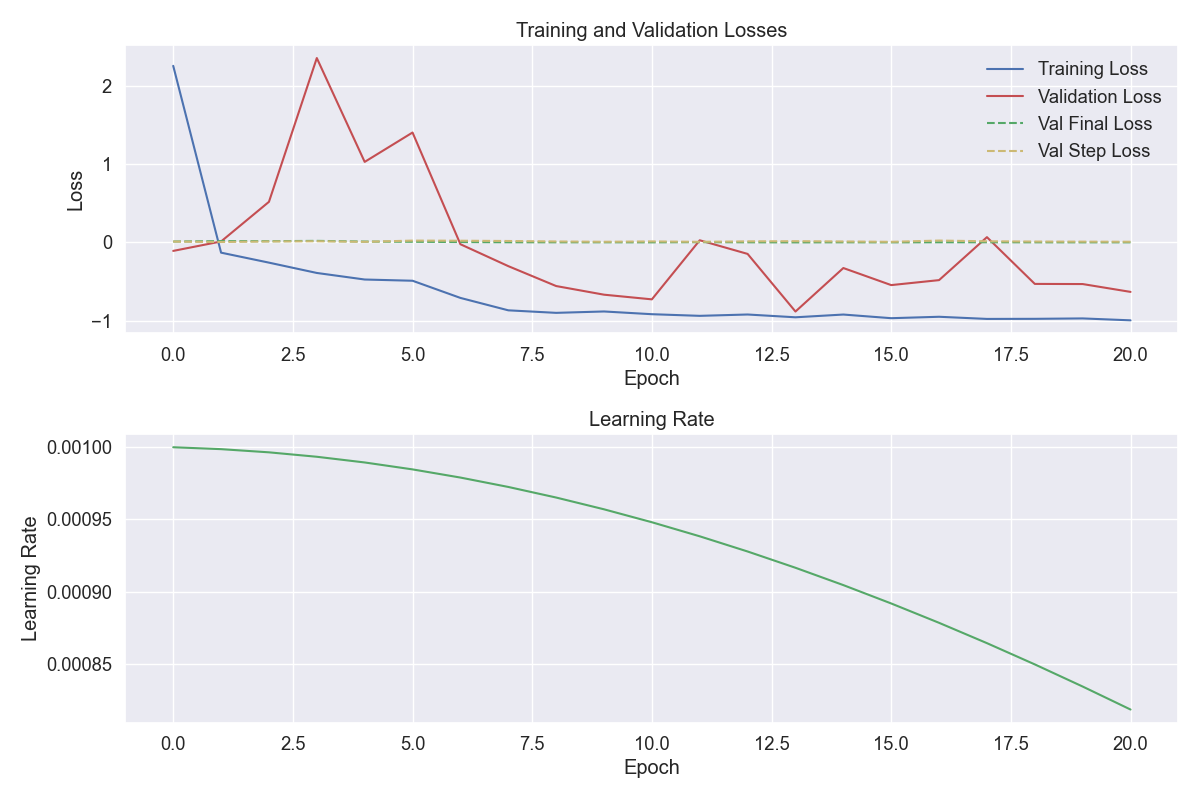 Training and Validation Losses
Loss
2
1
0
−1
Training Loss
Validation Loss
Val Final Loss
Val Step Loss
0.0 2.5 5.0 7.5 10.0 12.5 15.0 17.5 20.0
Epoch
Learning Rate
Learning Rate
0.00100
0.00095
0.00090
0.00085
0.0 2.5 5.0 7.5 10.0 12.5 15.0 17.5 20.0
Epoch